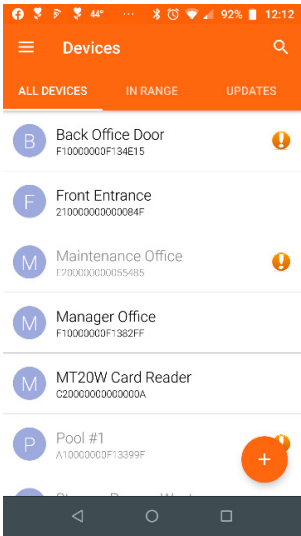 44° ... 92% 12:12
Devices
ALL DEVICES IN RANGE UPDATES
B Back Office Door
F10000000F134E15
F Front Entrance
210000000000084F
M Maintenance Office
F200000000055485
M Manager Office
F10000000F1382FF
M MT20W Card Reader
C20000000000000A
P Pool #1
A10000000F13399F